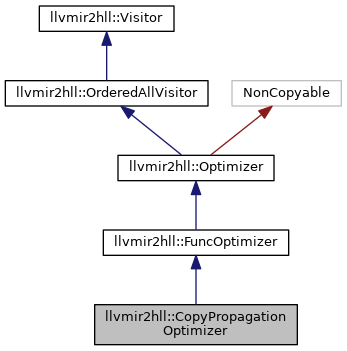 llvmir2hll::Visitor
llvmir2hll::OrderedAllVisitor
NonCopyable
llvmir2hll::Optimizer
llvmir2hll::FuncOptimizer
llvmir2hll::CopyPropagation
Optimizer